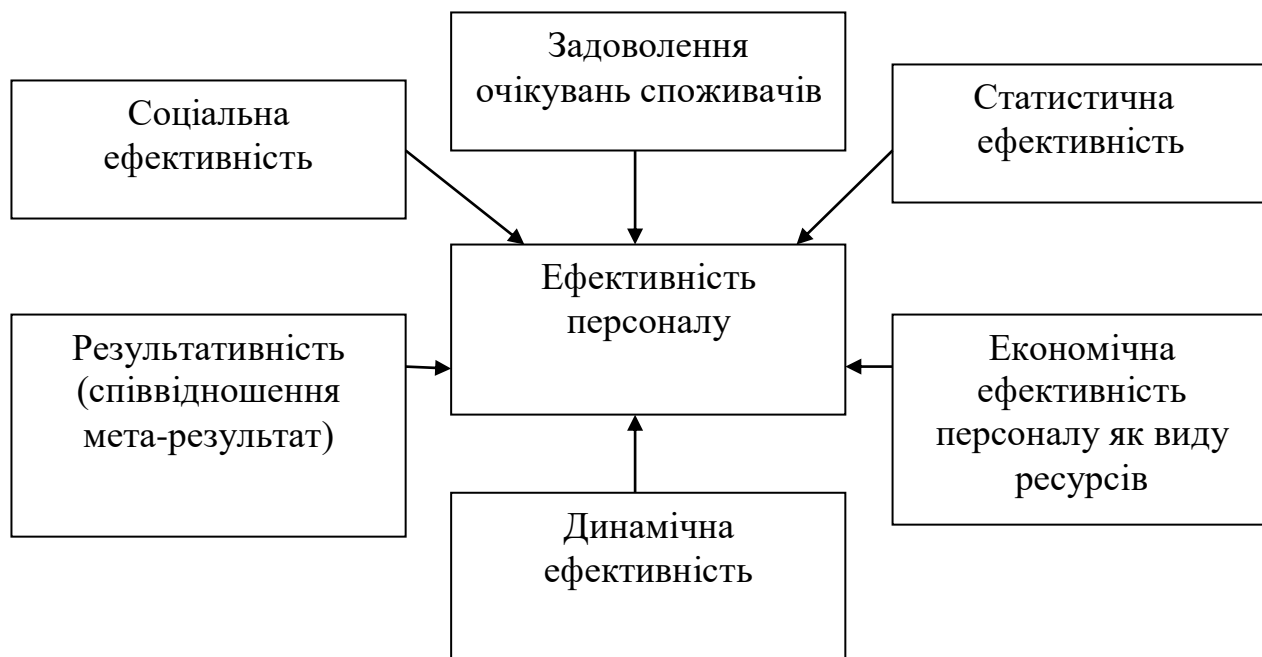 Задоволення
очікувань споживачів
Соціальна
ефективність
Статистична
ефективність
Ефективність
персоналу
Результативність
(співвідношення
мета-результат)
Економічна
ефективність
персоналу як виду
ресурсів
Динамічна
ефективність